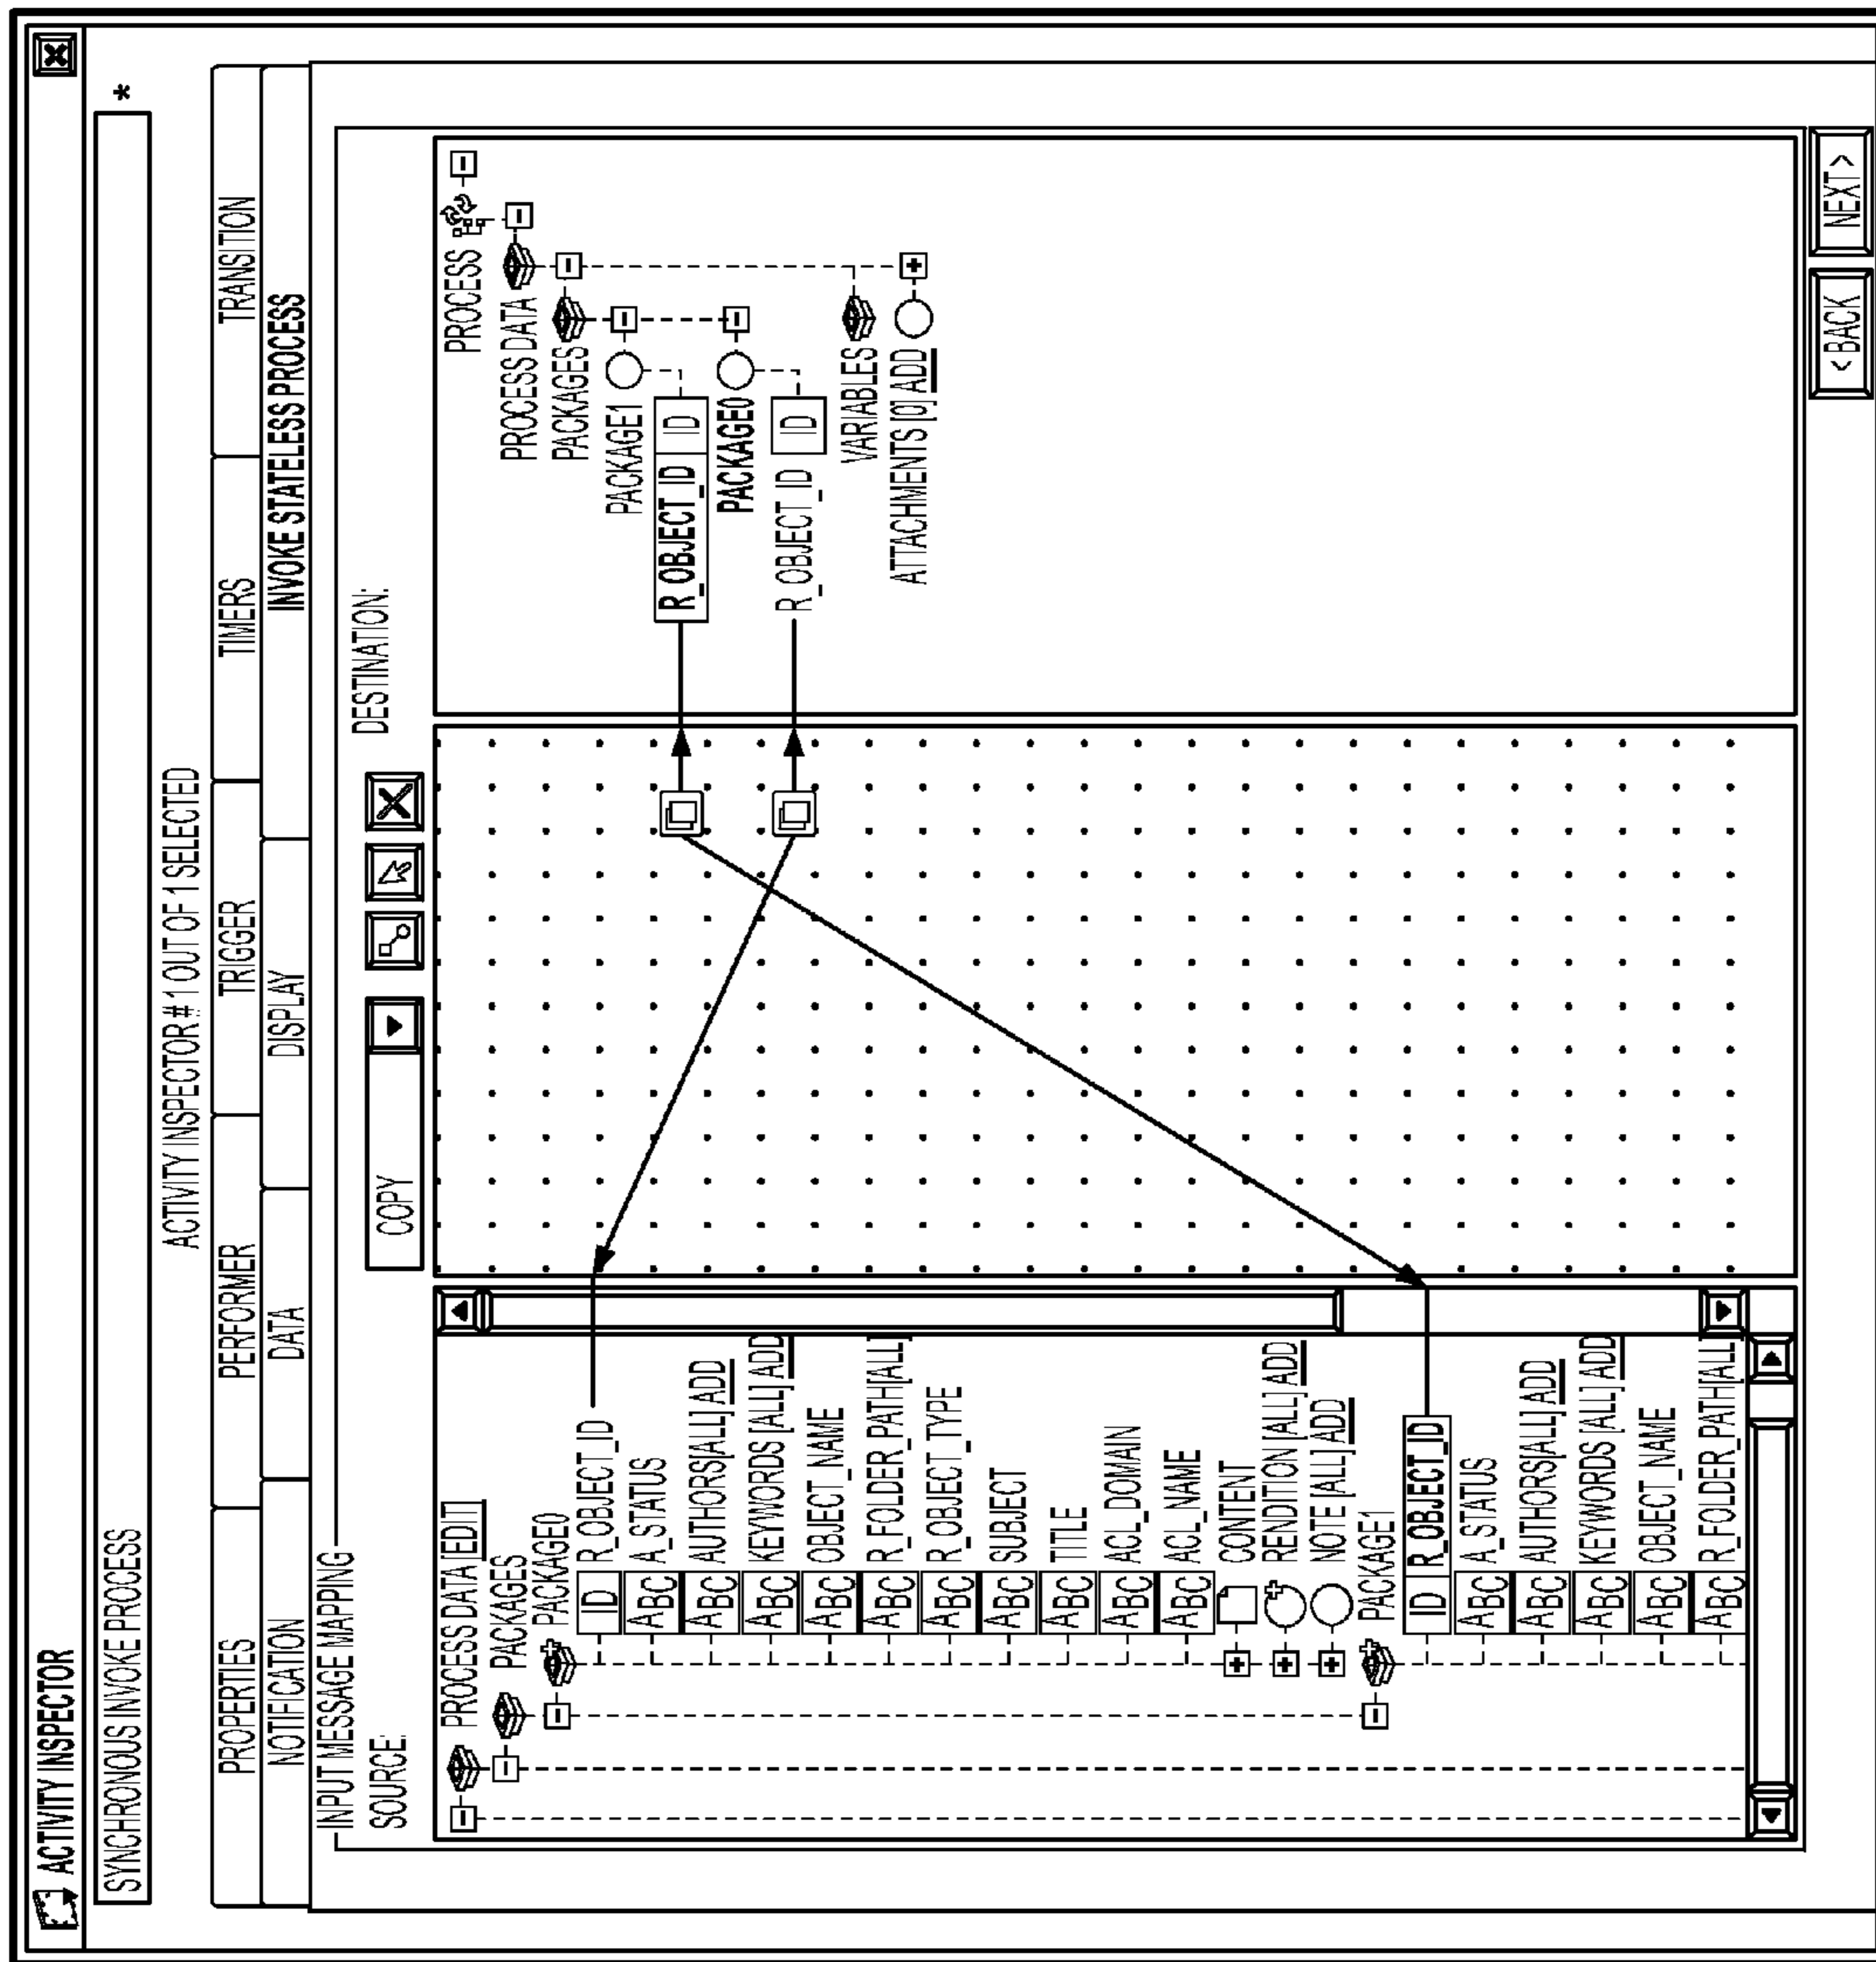 ACTIVITY INSPECTOR
SYNCHRONOUS INVOKE PROCESS *
ACTIVITY INSPECTOR# 1 OUT OF 1 SELECTED
PROPERTIES PERFORMER TRIGGER TIMERS TRANSITION
NOTIFICATION DATA DISPLAY INVOKE STATELESS PROCESS
INPUT MESSAGE MAPPING
SOURCE:
COPY
DESTINATION:
PROCESS DATA [EDIT]
PACKAGES
PACKAGE0
ID R_OBJECT_ID
ABC A_STATUS
ABC AUTHORS[ALL] ADD
ABC KEYWORDS [ALL] ADD
ABC OBJECT_NAME
ABC R_FOLDER_PATH[ALL]
ABC R_OBJECT_TYPE
ABC SUBJECT
ABC TITLE
ABC ACL_DOMAIN
ABC ACL_NAME
CONTENT
RENDITION [ALL] ADD
NOTE [ALL] ADD
PACKAGE1
ID R_OBJECT_ID
ABC A_STATUS
ABC AUTHORS[ALL] ADD
ABC KEYWORDS [ALL] ADD
ABC OBJECT_NAME
ABC R_FOLDER_PATH[ALL]
PROCESS
PROCESS DATA
PACKAGES
PACKAGE1
R_OBJECT_ID ID
PACKAGE0
R_OBJECT_ID ID
VARIABLES
ATTACHMENTS [0] ADD
< BACK NEXT >